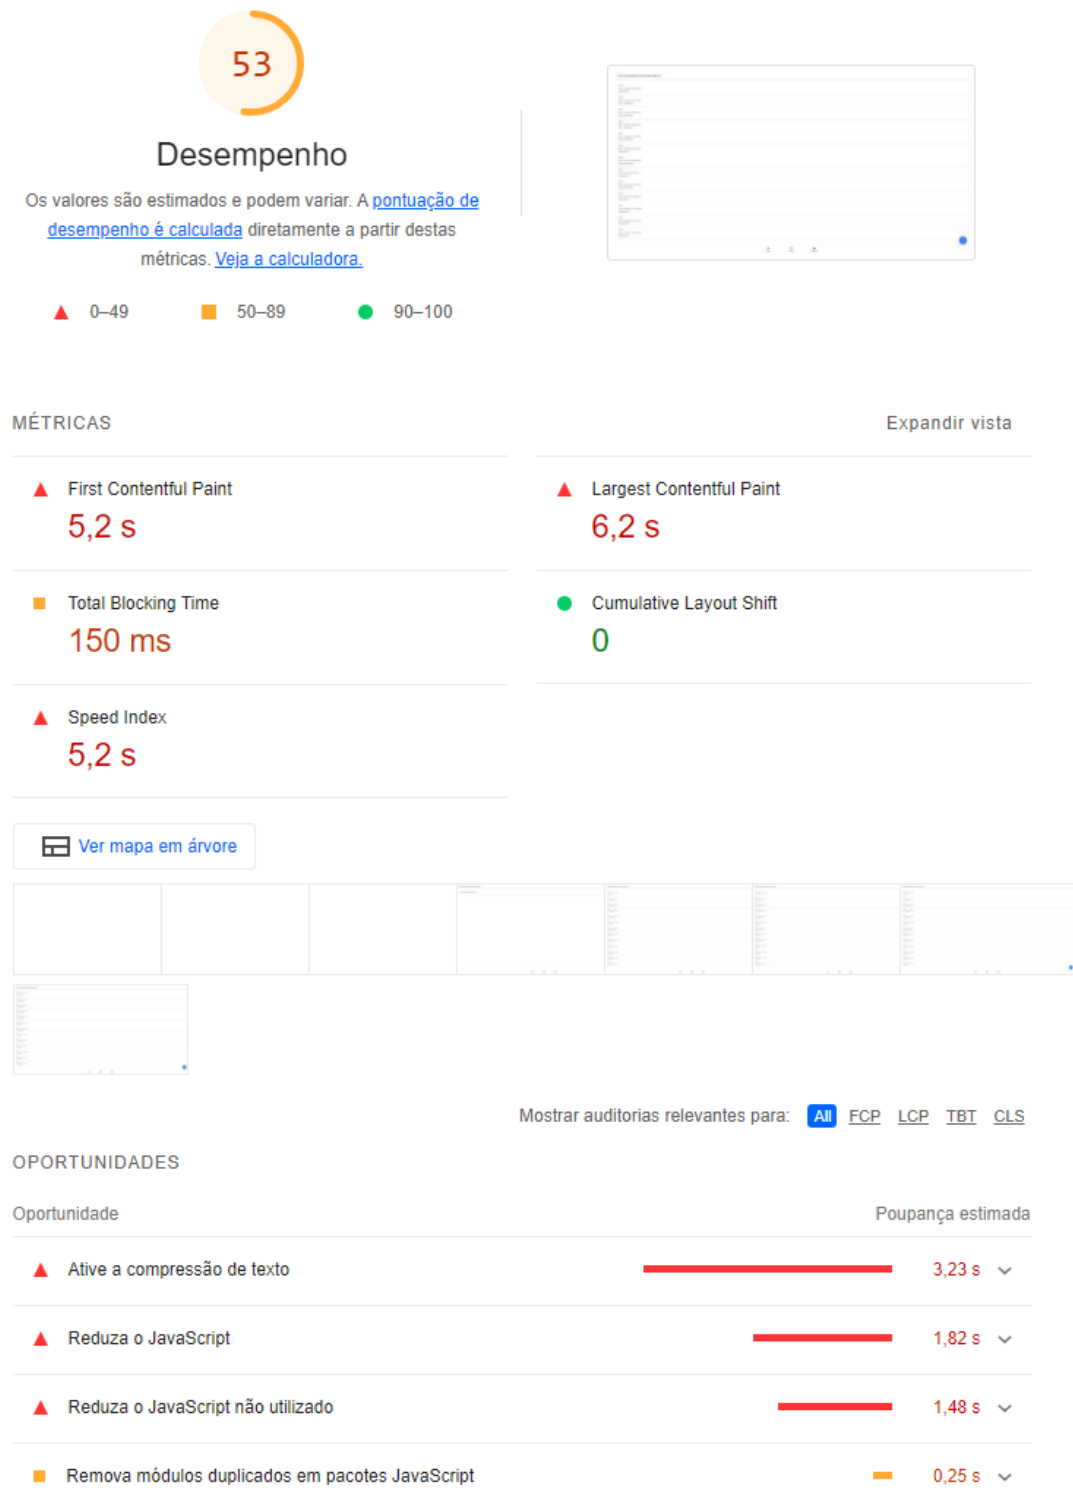 53
Desempenho
Os valores são estimados e podem variar. A pontuação de
desempenho é calculada diretamente a partir destas
métricas. Veja a calculadora.
0–49
50–89
90–100
MÉTRICAS
Expandir vista
First Contentful Paint
5,2 s
Largest Contentful Paint
6,2 s
Total Blocking Time
150 ms
Cumulative Layout Shift
0
Speed Index
5,2 s
Ver mapa em árvore
Mostrar auditorias relevantes para: All FCP LCP TBT CLS
OPORTUNIDADES
Oportunidade Poupança estimada
Ative a compressão de texto 3,23 s
Reduza o JavaScript 1,82 s
Reduza o JavaScript não utilizado 1,48 s
Remova módulos duplicados em pacotes JavaScript 0,25 s